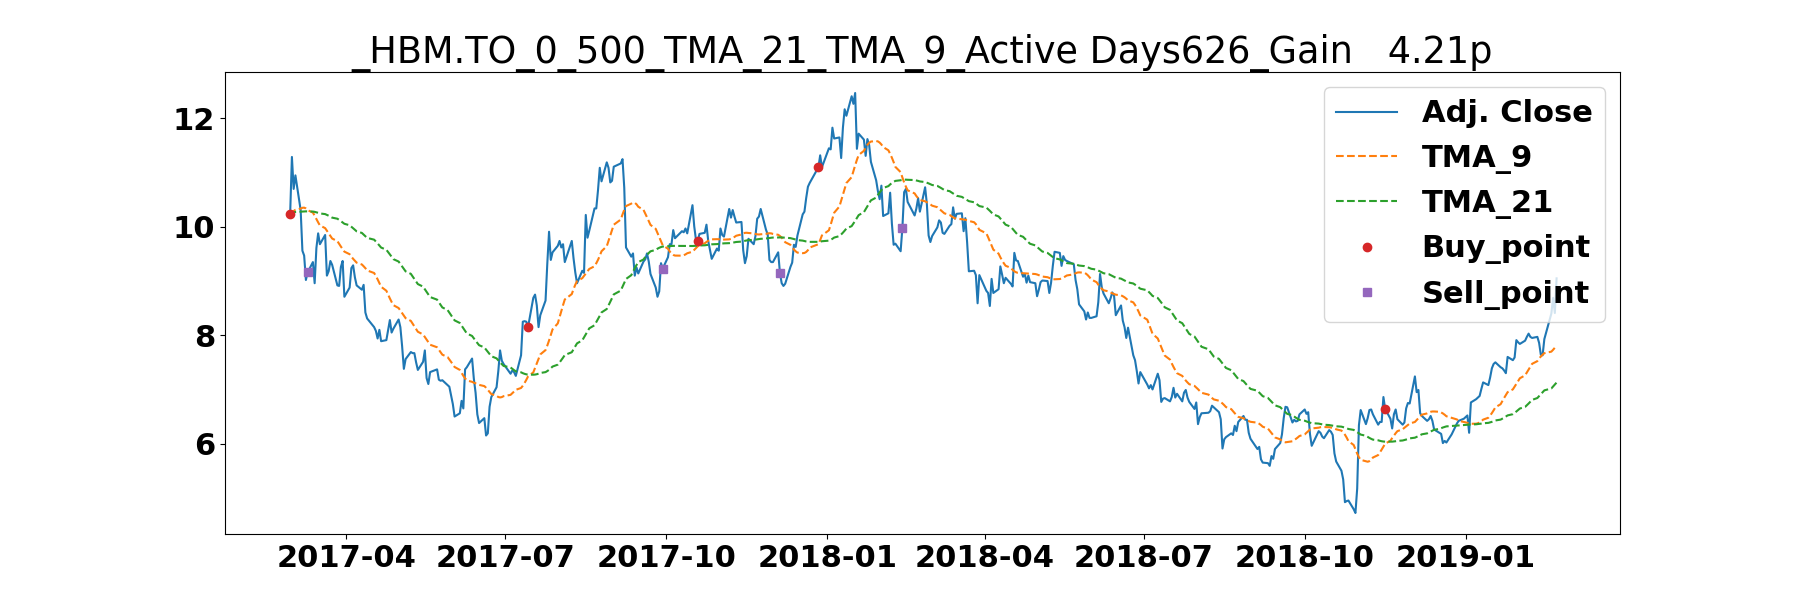 _HBM.TO_0_500_TMA_21_TMA_9_Active Days626_Gain   4.21p
12
10
8
6
Adj. Close
TMA_9
TMA_21
Buy_point
Sell_point
2017-04 2017-07 2017-10 2018-01 2018-04 2018-07 2018-10 2019-01